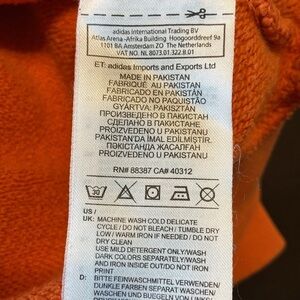 adidas International Trading BV
Atlas Arena -Afrika Building Hoogoorddreef 9a
1101 BA Amsterdam ZO The Netherlands
VAT NO. NL 8073.01.322.B.01
ET: adidas Imports and Exports Ltd
MADE IN PAKISTAN
FABRIQUÉ AU PAKISTAN
FABRICADO EN PAKISTÁN
FABRICADO NO PAQUISTÃO
GYÁRTVA: PAKISZTÁN
ПРОИЗВЕДЕНО В ПАКИСТАН
СДЕЛАНО В ПАКИСТАНЕ
PROIZVEDENO U PAKISTANU
PAKISTAN'DA İMAL EDİLMİŞTİR
ПӘКІСТАНДА ЖАСАЛҒАН
PROIZVEDENO U PAKISTANU
RN# 88387 CA# 40312
30
US /
UK: MACHINE WASH COLD DELICATE
CYCLE / DO NOT BLEACH / TUMBLE DRY
LOW / WARM IRON IF NEEDED / DO NOT
DRY CLEAN
USE MILD DETERGENT ONLY/WASH
DARK COLORS SEPARATELY/WASH
AND IRON INSIDE OUT/DO NOT IRON
PRINT
D: BITTE FEINWASCHMITTEL VERWENDEN/
DUNKLE FARBEN SEPARAT WASCHEN/
WASCHEN UND BUEGELN VON LINKS